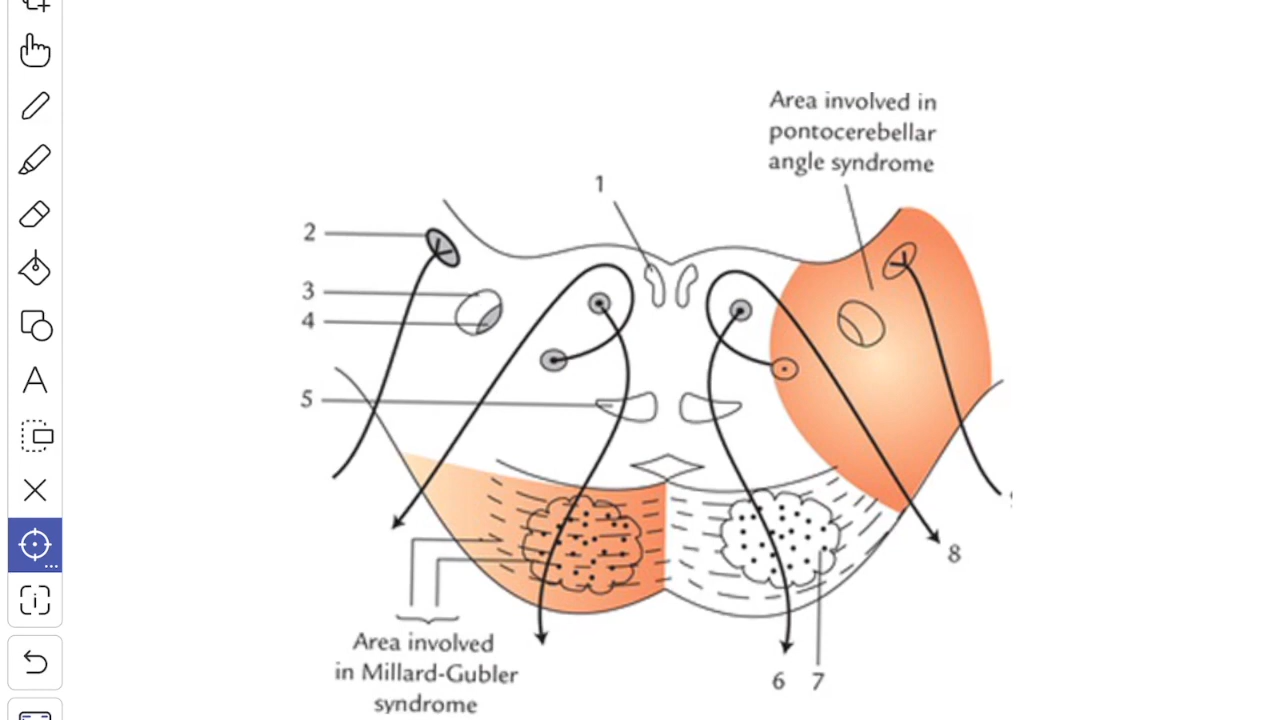 Area involved in
pontocerebellar
angle syndrome
1
2
3
4
5
8
Area involved
in Millard-Gubler
syndrome
6 7